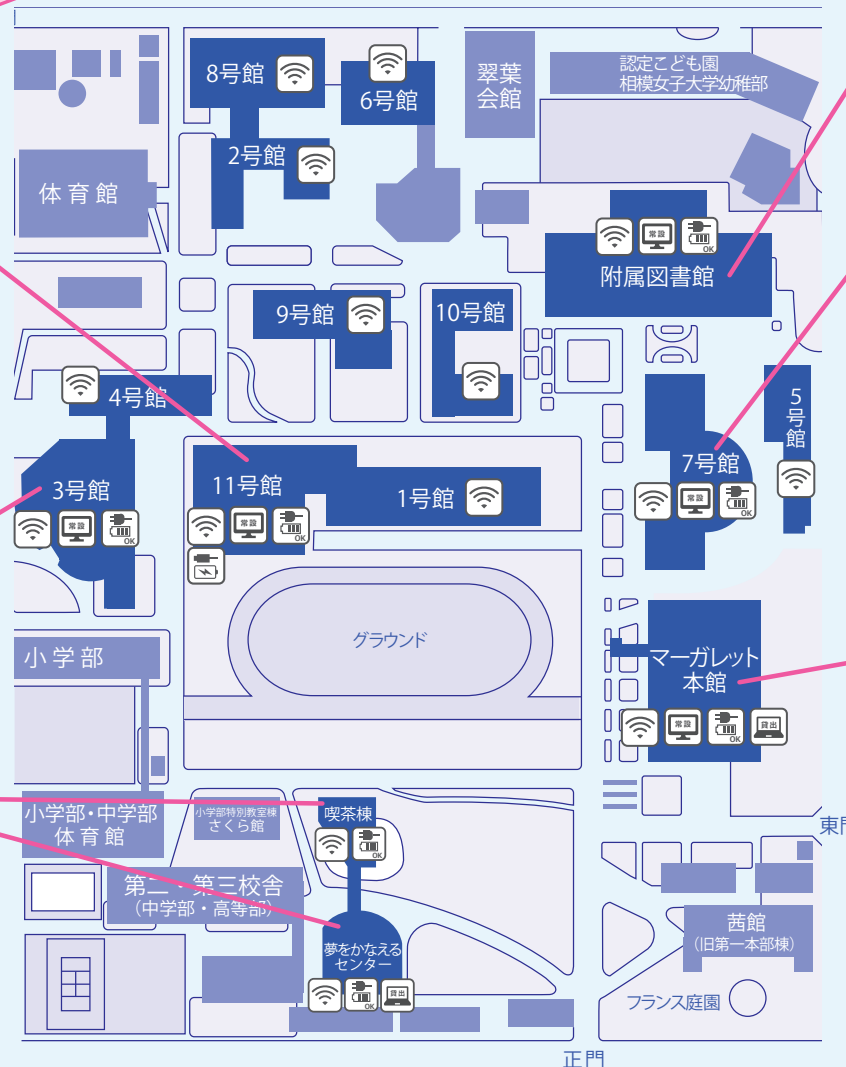 8号館
6号館
翠葉
会館
認定こども園
相模女子大学幼稚部
2号館
体育館
常設
OK
附属図書館
9号館
10号館
4号館
5号館
7号館
常設
OK
3号館
常設
OK
11号館
1号館
常設
OK
グラウンド
小学部
マーガレット
本館
常設
OK
貸出
小学部・中学部
体育館
小学部特別教室棟
さくら館
喫茶棟
OK
東門
第二・第三校舎
（中学部・高等部）
夢をかなえる
センター
OK
貸出
茜館
（旧第一本部棟）
フランス庭園
正門